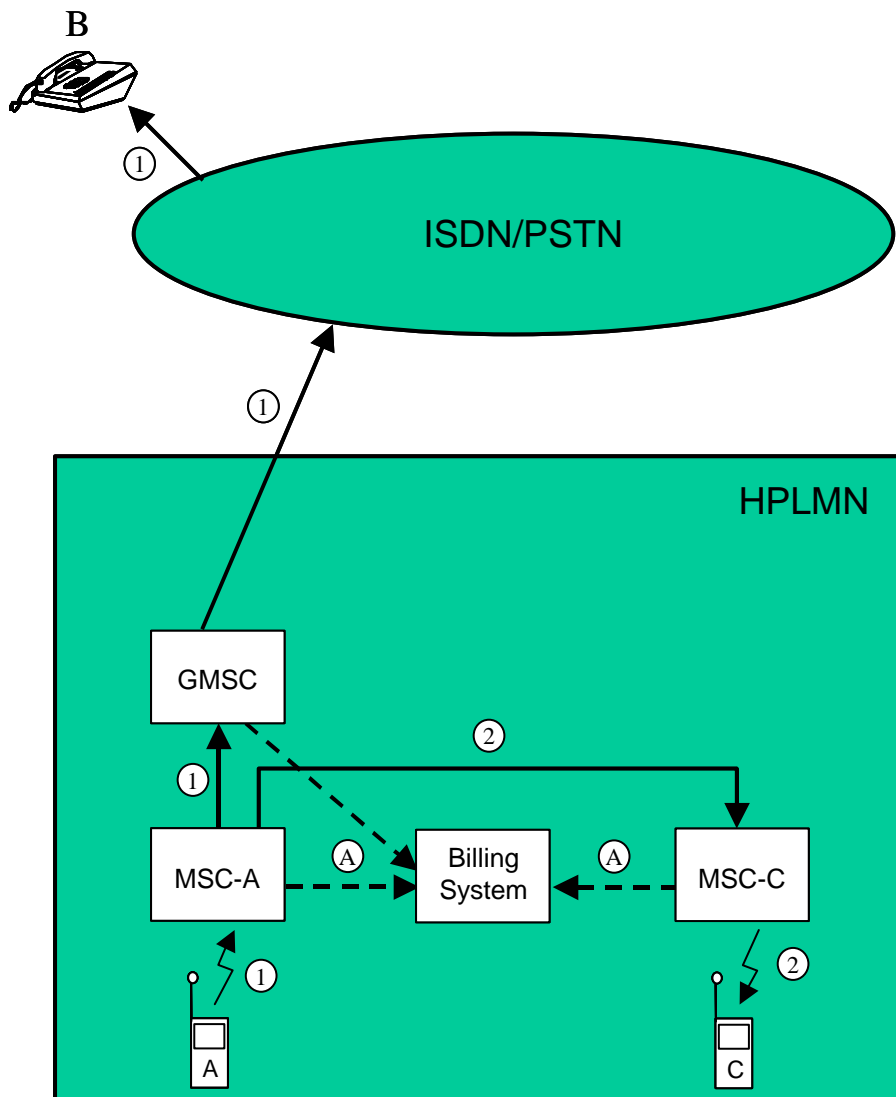 B
1
ISDN/PSTN
1
HPLMN
GMSC
2
1
MSC-A
A
Billing
System
A
MSC-C
1
2
A
C